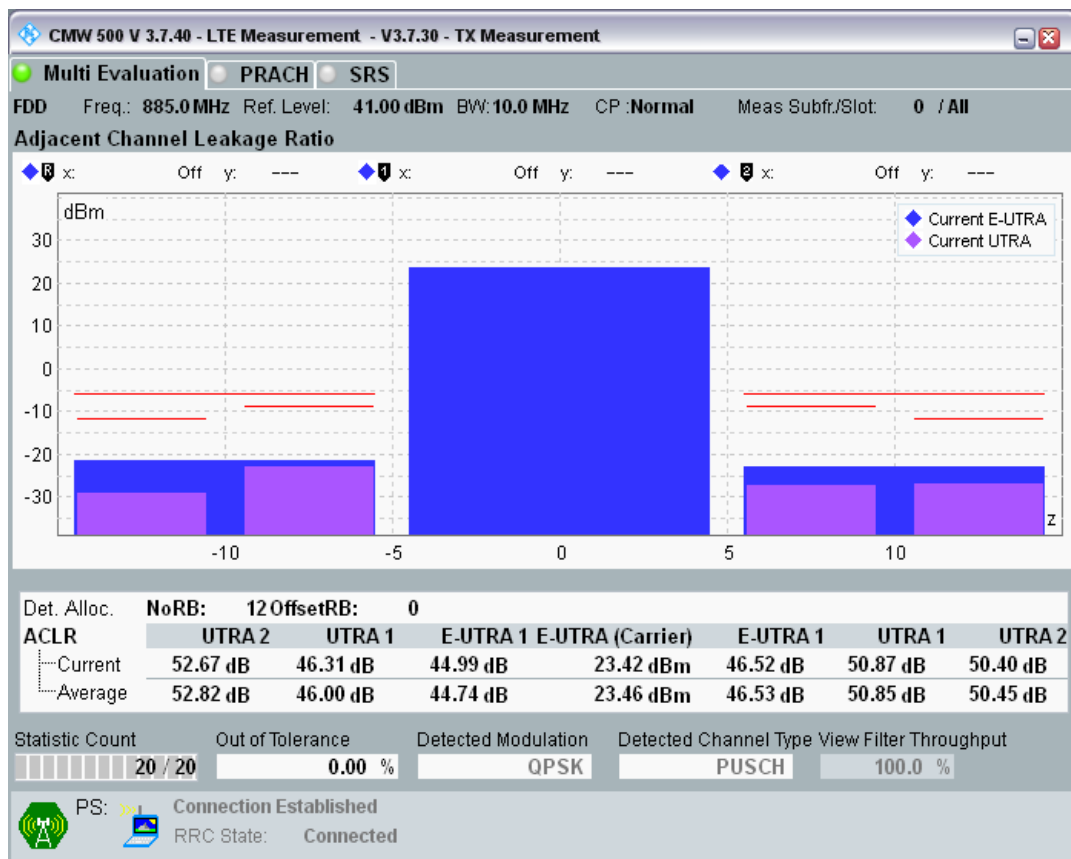 CMW 500 V 3.7.40 - LTE Measurement - V3.7.30 - TX Measurement
Multi Evaluation PRACH SRS
FDD Freq.: 885.0 MHz Ref. Level: 41.00 dBm BW: 10.0 MHz CP :Normal Meas Subfr./Slot: 0 / All
Adjacent Channel Leakage Ratio
R x: Off y: --- 1 x: Off y: --- 2 x: Off y: ---
dBm
Current E-UTRA
Current UTRA
30
20
10
0
-10
-20
-30
z
-10 -5 0 5 10
Det. Alloc. NoRB: 12 OffsetRB: 0
ACLR UTRA 2 UTRA 1 E-UTRA 1 E-UTRA (Carrier) E-UTRA 1 UTRA 1 UTRA 2
Current 52.67 dB 46.31 dB 44.99 dB 23.42 dBm 46.52 dB 50.87 dB 50.40 dB
Average 52.82 dB 46.00 dB 44.74 dB 23.46 dBm 46.53 dB 50.85 dB 50.45 dB
Statistic Count Out of Tolerance Detected Modulation Detected Channel Type View Filter Throughput
20 / 20 0.00 % QPSK PUSCH 100.0 %
PS: Connection Established
RRC State: Connected